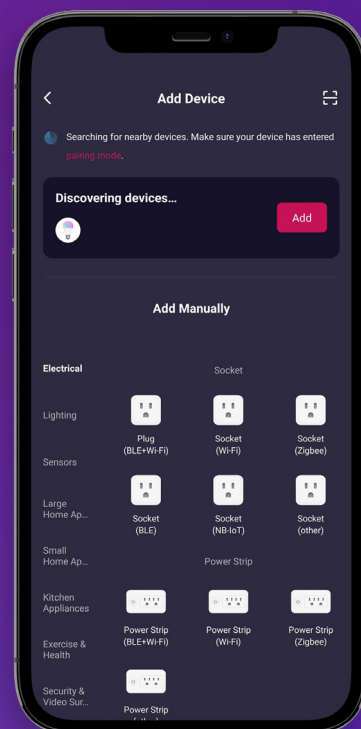 Add Device
Searching for nearby devices. Make sure your device has entered
pairing mode.
Discovering devices...
Add
Add Manually
Electrical
Lighting
Sensors
Large
Home Ap...
Small
Home Ap...
Kitchen
Appliances
Exercise &
Health
Security &
Video Sur...
Socket
Plug
(BLE+Wi-Fi)
Socket
(Wi-Fi)
Socket
(Zigbee)
Socket
(BLE)
Socket
(NB-IoT)
Socket
(other)
Power Strip
Power Strip
(BLE+Wi-Fi)
Power Strip
(Wi-Fi)
Power Strip
(Zigbee)
Power Strip
(other)